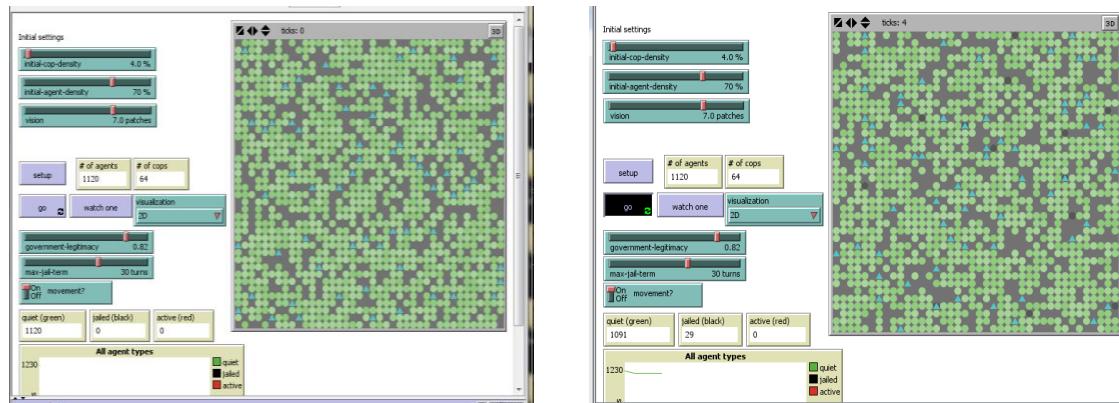 ticks: 0
3D
Initial settings
initial-cop-density 4.0 %
initial-agent-density 70 %
vision 7.0 patches
setup
# of agents
1120
# of cops
64
go
watch one
visualization
2D
government-legitimacy 0.82
max-jail-term 30 turns
On
Off
movement?
quiet (green)
1120
jailed (black)
0
active (red)
0
All agent types
1230
quiet
jailed
active
ticks: 4
3D
Initial settings
initial-cop-density 4.0 %
initial-agent-density 70 %
vision 7.0 patches
setup
# of agents
1120
# of cops
64
go
watch one
visualization
2D
government-legitimacy 0.82
max-jail-term 30 turns
On
Off
movement?
quiet (green)
1091
jailed (black)
29
active (red)
0
All agent types
1230
quiet
jailed
active